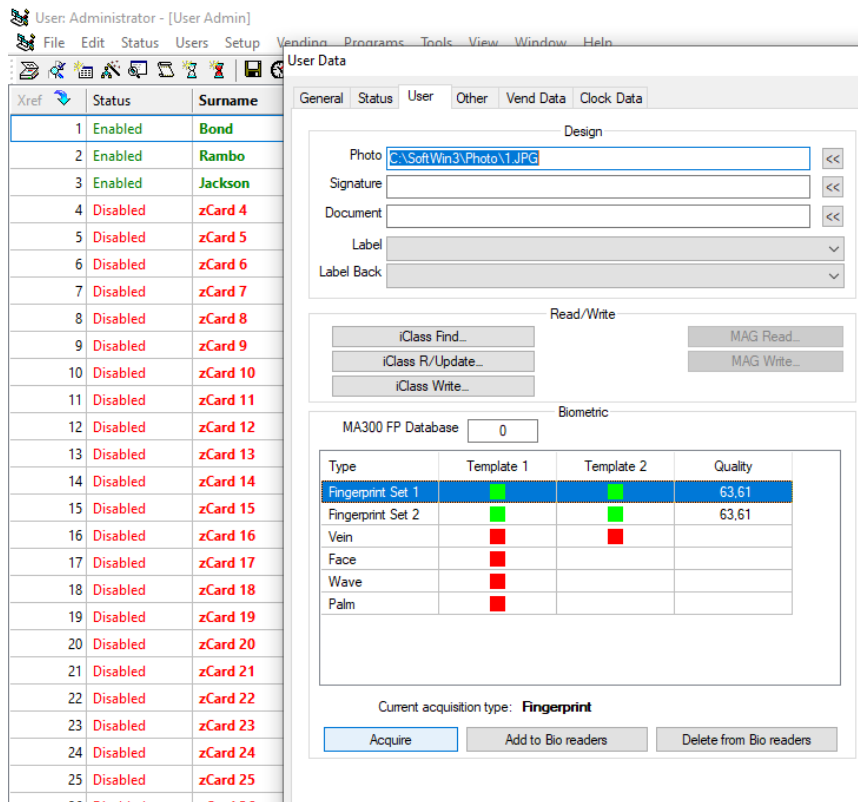 User: Administrator - [User Admin]
File Edit Status Users Setup Vending Programs Tools View Window Help
User Data
Xref Status Surname
1 Enabled Bond
2 Enabled Rambo
3 Enabled Jackson
4 Disabled zCard 4
5 Disabled zCard 5
6 Disabled zCard 6
7 Disabled zCard 7
8 Disabled zCard 8
9 Disabled zCard 9
10 Disabled zCard 10
11 Disabled zCard 11
12 Disabled zCard 12
13 Disabled zCard 13
14 Disabled zCard 14
15 Disabled zCard 15
16 Disabled zCard 16
17 Disabled zCard 17
18 Disabled zCard 18
19 Disabled zCard 19
20 Disabled zCard 20
21 Disabled zCard 21
22 Disabled zCard 22
23 Disabled zCard 23
24 Disabled zCard 24
25 Disabled zCard 25
General Status User Other Vend Data Clock Data
Design
Photo C:\SoftWin3\Photo\1.JPG <<
Signature <<
Document <<
Label
Label Back
Read/Write
iClass Find... MAG Read...
iClass R/Update... MAG Write...
iClass Write...
Biometric
MA300 FP Database 0
Type Template 1 Template 2 Quality
Fingerprint Set 1 63,61
Fingerprint Set 2 63,61
Vein
Face
Wave
Palm
Current acquisition type: Fingerprint
Acquire Add to Bio readers Delete from Bio readers